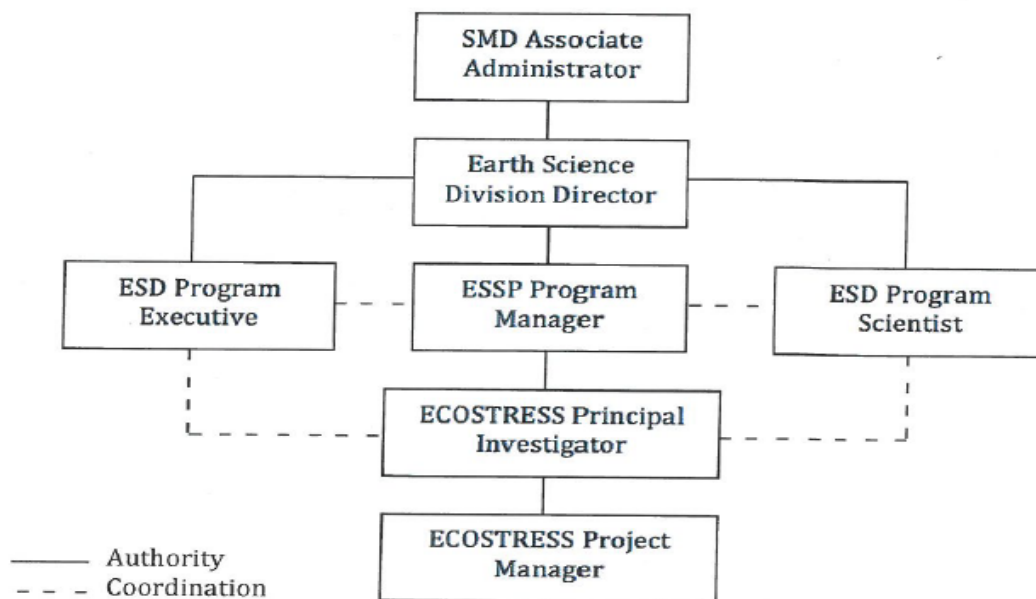 SMD Associate
Administrator
Earth Science
Division Director
ESD Program
Executive
ESSP Program
Manager
ESD Program
Scientist
ECOSTRESS Principal
Investigator
ECOSTRESS Project
Manager
Authority
Coordination